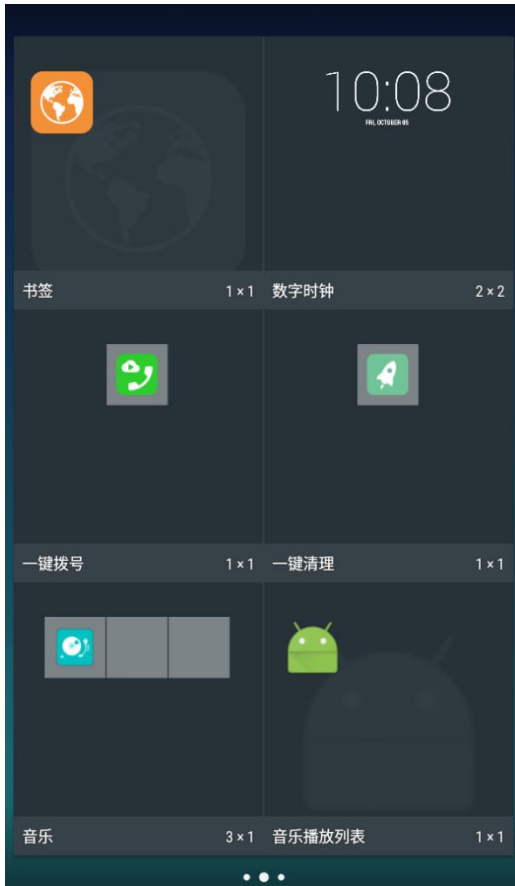 10:08
FRI, OCTOBER 05
书签 1×1
数字时钟 2×2
一键拨号 1×1
一键清理 1×1
音乐 3×1
音乐播放列表 1×1